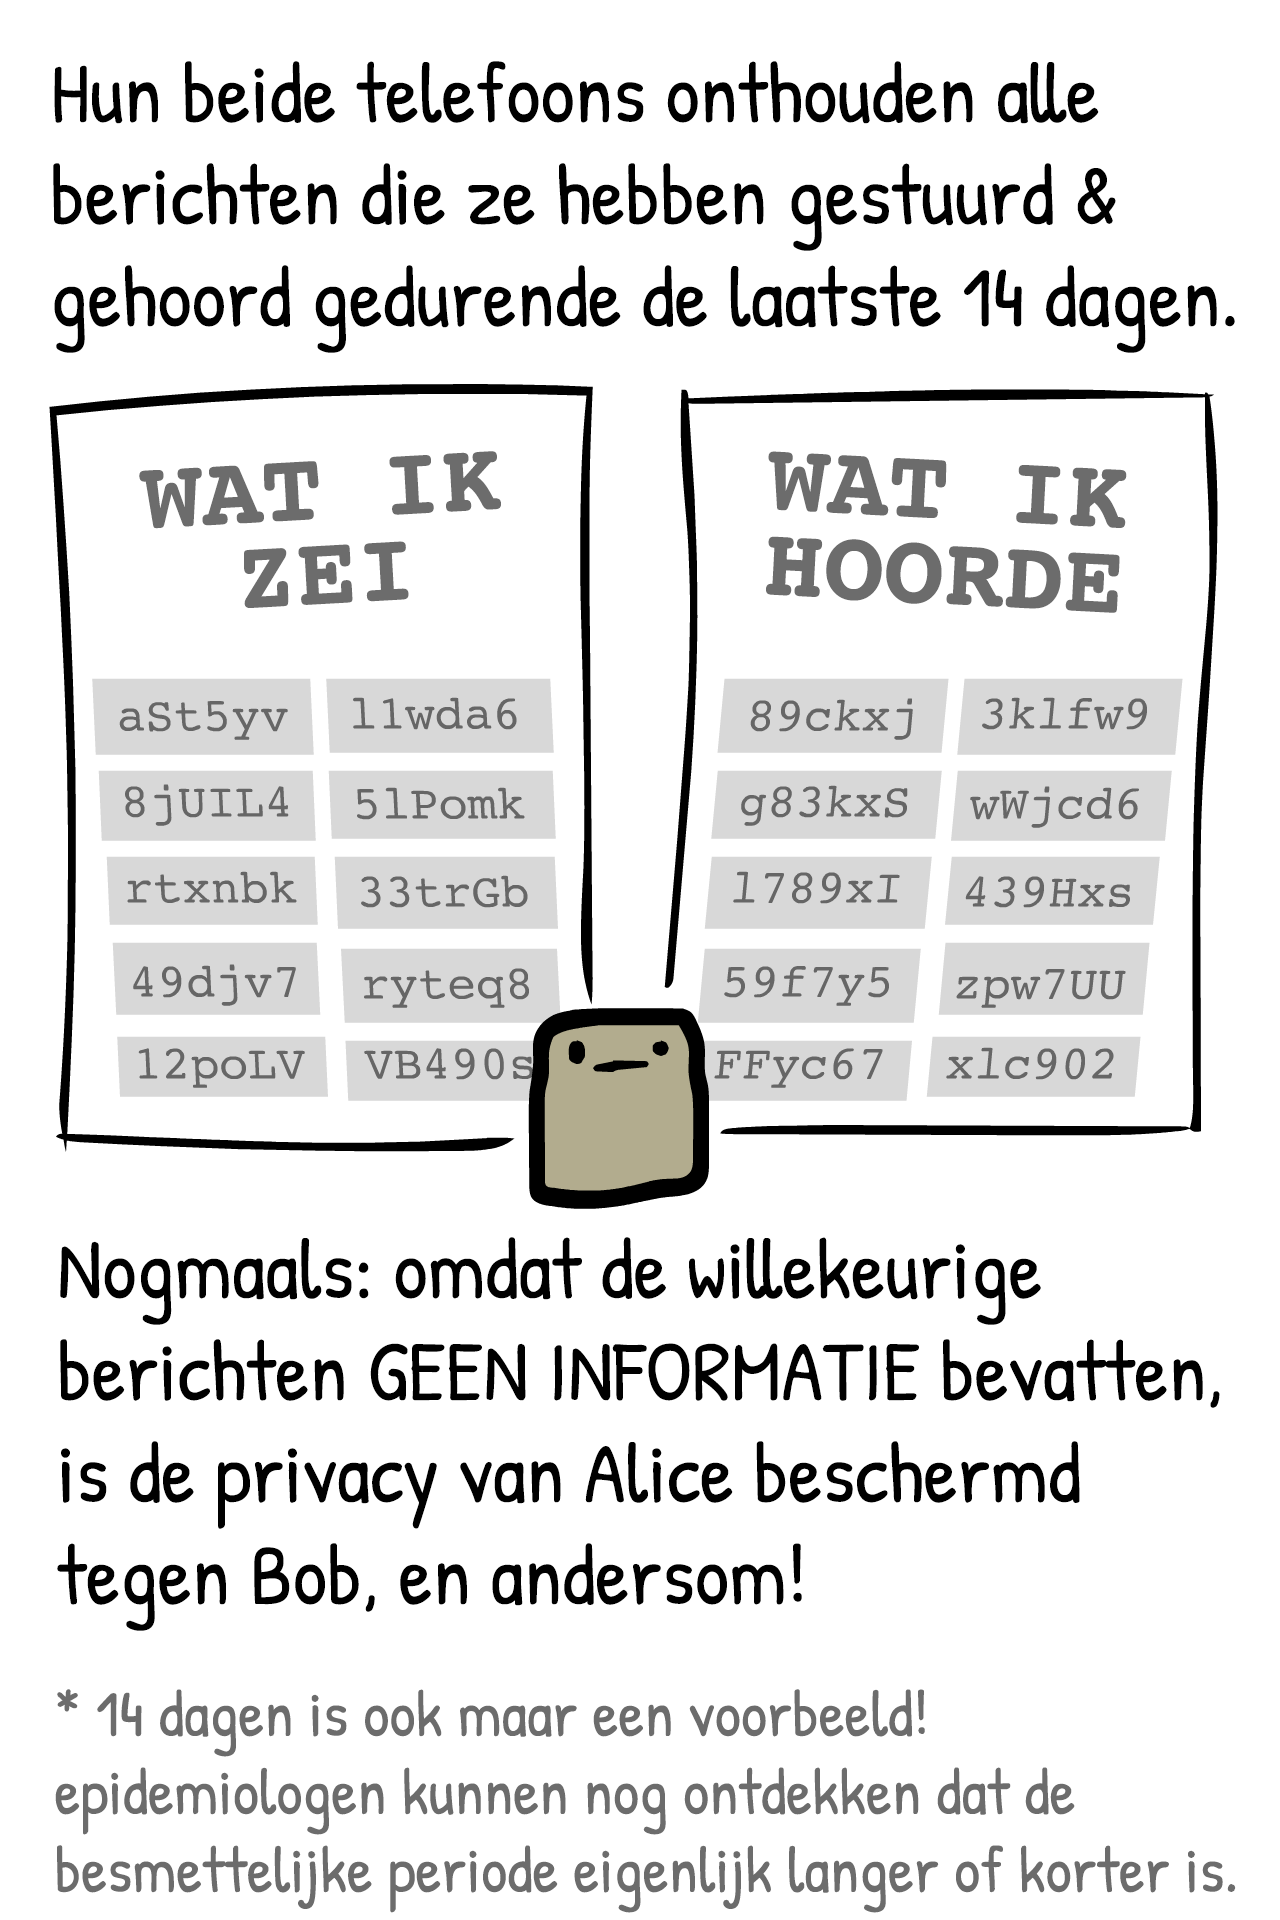 Hun beide telefoons onthouden alle
berichten die ze hebben gestuurd &
gehoord gedurende de laatste 14 dagen.
WAT IK
ZEI
aSt5yv l1wda6
8jUIL4 5lPomk
rtxnbk 33trGb
49djv7 ryteq8
12poLV VB490s
WAT IK
HOORDE
89ckxj 3klfw9
g83kxS wWjcd6
l789xI 439Hxs
59f7y5 zpw7UU
FFyc67 xlc902
Nogmaals: omdat de willekeurige
berichten GEEN INFORMATIE bevatten,
is de privacy van Alice beschermd
tegen Bob, en andersom!
* 14 dagen is ook maar een voorbeeld!
epidemiologen kunnen nog ontdekken dat de
besmettelijke periode eigenlijk langer of korter is.